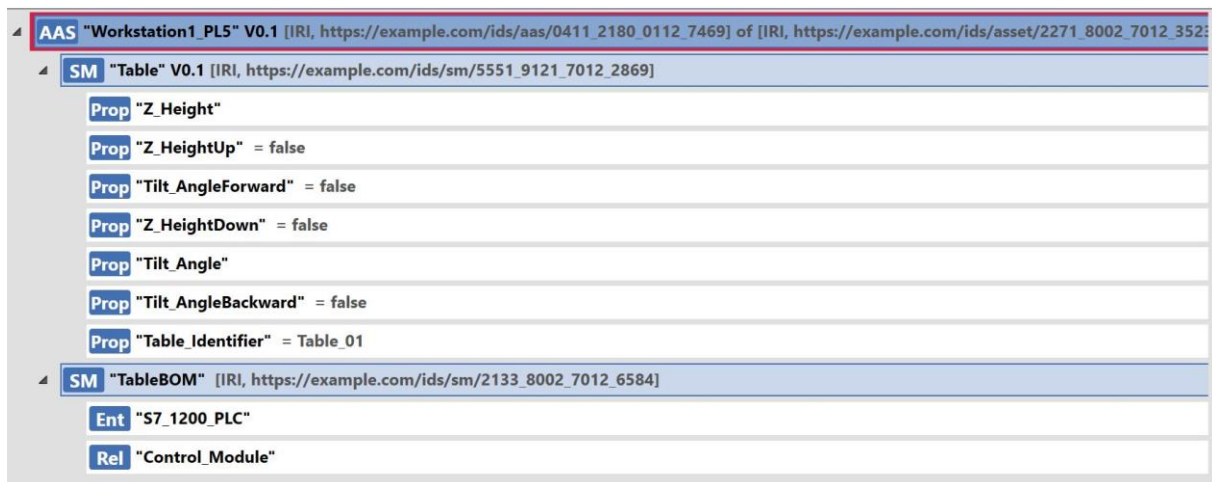 AAS "Workstation1_PL5" V0.1 [IRI, https://example.com/ids/aas/0411_2180_0112_7469] of [IRI, https://example.com/ids/asset/2271_8002_7012_352
SM "Table" V0.1 [IRI, https://example.com/ids/sm/5551_9121_7012_2869]
Prop "Z_Height"
Prop "Z_HeightUp" = false
Prop "Tilt_AngleForward" = false
Prop "Z_HeightDown" = false
Prop "Tilt_Angle"
Prop "Tilt_AngleBackward" = false
Prop "Table_Identifier" = Table_01
SM "TableBOM" [IRI, https://example.com/ids/sm/2133_8002_7012_6584]
Ent "S7_1200_PLC"
Rel "Control_Module"